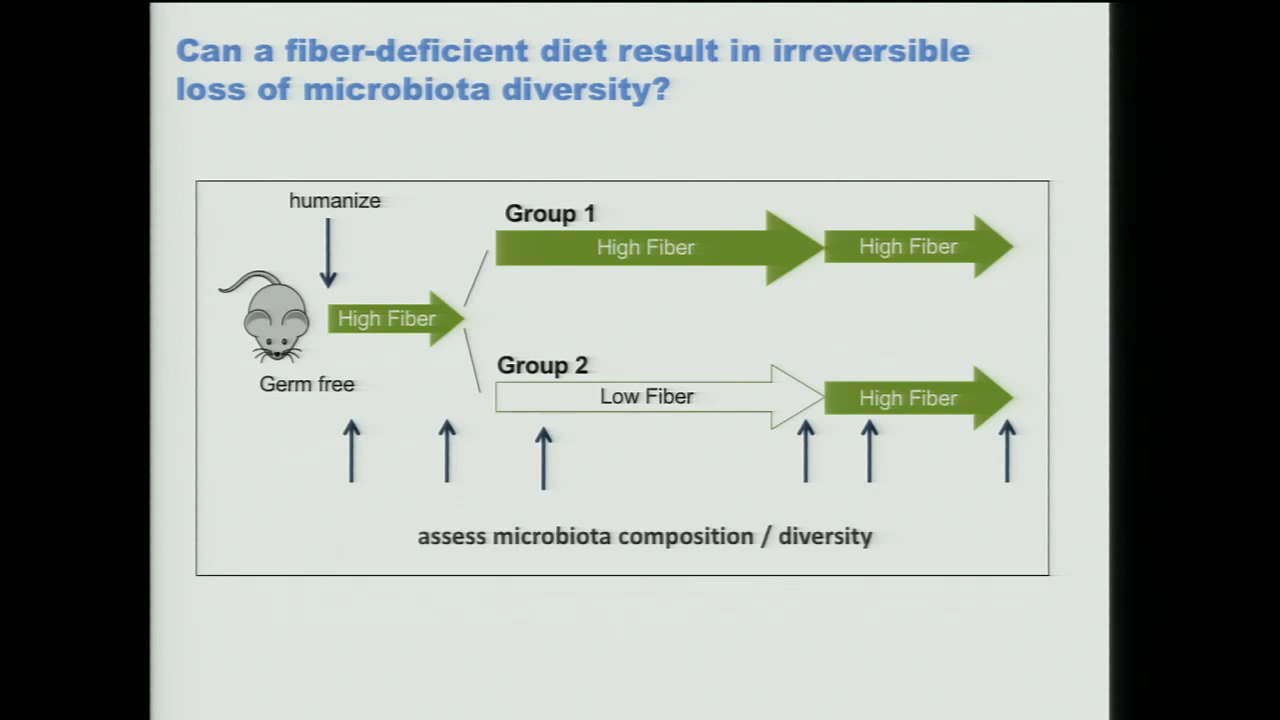 Can a fiber-deficient diet result in irreversible
loss of microbiota diversity?
humanize
Group 1
High Fiber
High Fiber
High Fiber
Germ free
Group 2
Low Fiber
High Fiber
assess microbiota composition / diversity